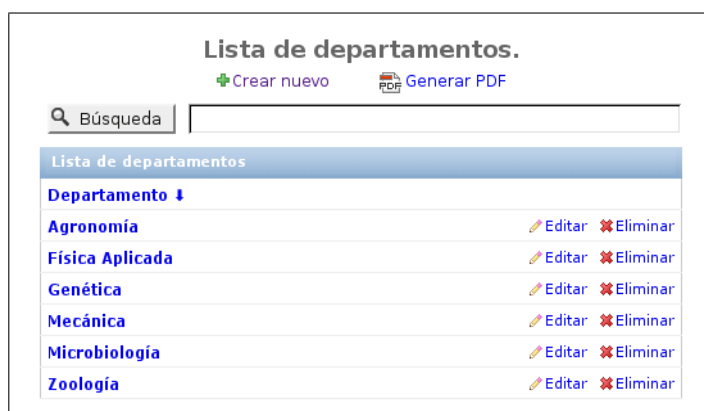 Lista de departamentos.
Crear nuevo PDF Generar PDF
Búsqueda
Lista de departamentos
Departamento ⬇
Agronomía Editar Eliminar
Física Aplicada Editar Eliminar
Genética Editar Eliminar
Mecánica Editar Eliminar
Microbiología Editar Eliminar
Zoología Editar Eliminar